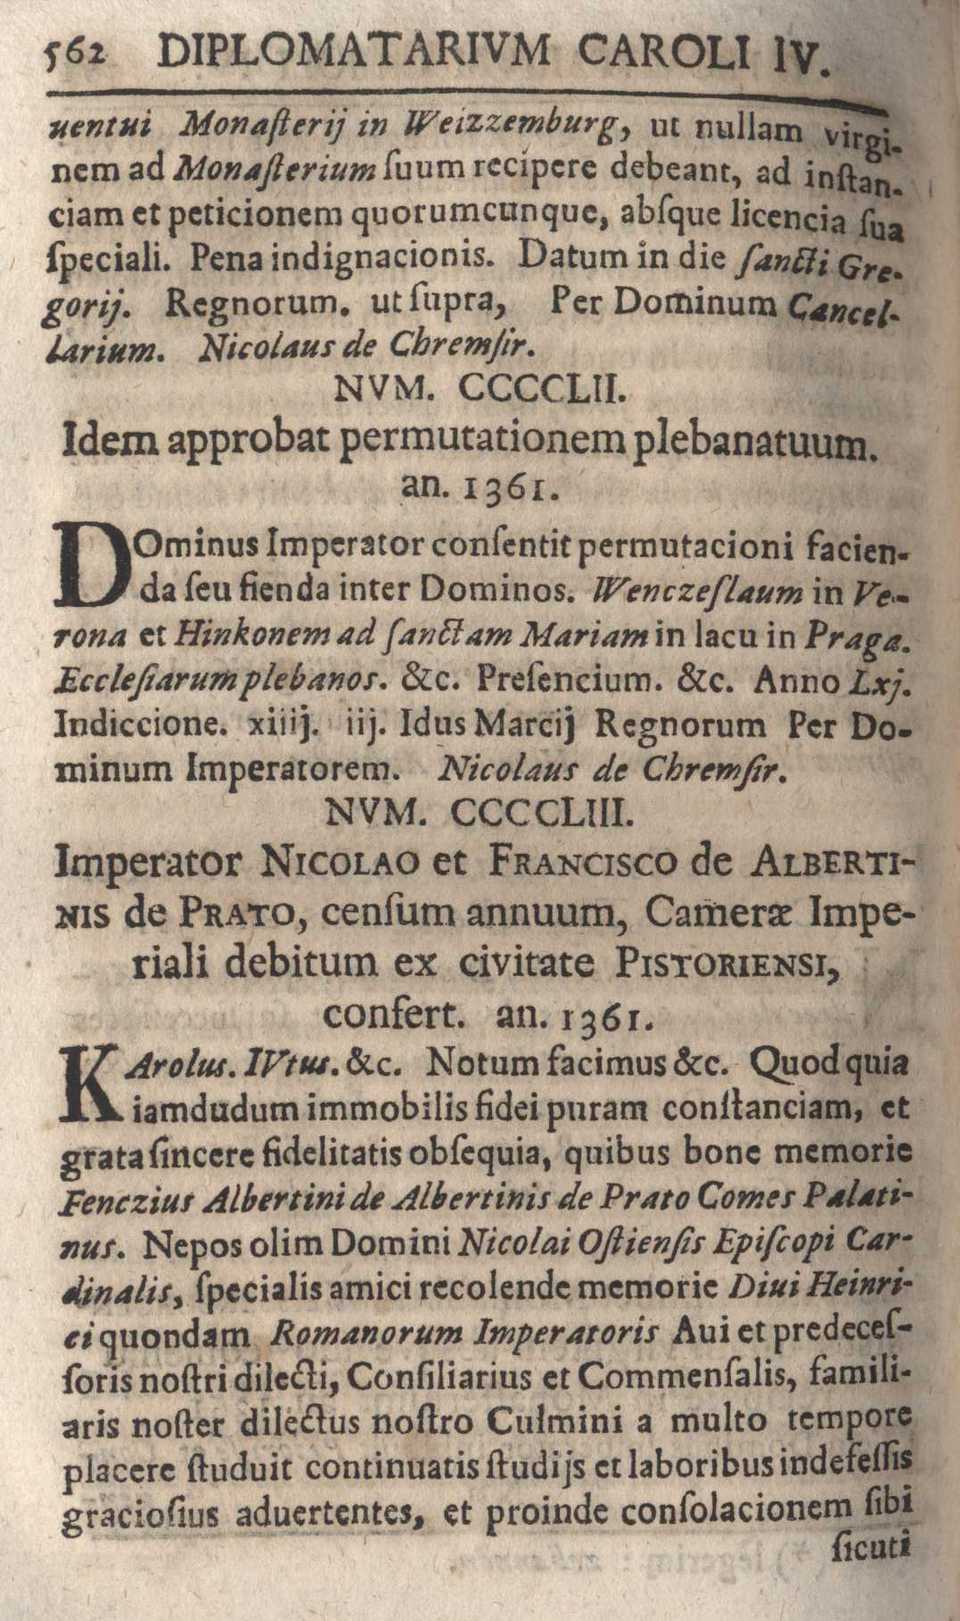 562 DIPLOMATARIVM CAROLI IV.
uentui Monaſterij in Weizzemburg, ut nullam virgi-
nem ad Monaſterium ſuum recipere debeant, ad inſtan-
ciam et peticionem quorumcunque, abſque licencia ſua
ſpeciali. Pena indignacionis. Datum in die ſancti Gre-
gorij. Regnorum. ut ſupra, Per Dominum Cancel-
larium. Nicolaus de Chremſir.
NVM. CCCCLII.
Idem approbat permutationem plebanatuum.
an. 1361.
DOminus Imperator conſentit permutacioni facien-
da ſeu fienda inter Dominos. Wenczeſlaum in Ve-
rona et Hinkonem ad ſanctam Mariam in lacu in Praga.
Eccleſiarum plebanos. &c. Preſencium. &c. Anno Lxj.
Indiccione. xiiij. iij. Idus Marcij Regnorum Per Do-
minum Imperatorem. Nicolaus de Chremſir.
NVM. CCCCLIII.
Imperator NICOLAO et FRANCISCO de ALBERTI-
NIS de PRATO, cenſum annuum, Cameræ Impe-
riali debitum ex civitate PISTORIENSI,
confert. an. 1361.
KArolus. IVtus. &c. Notum facimus &c. Quod quia
iamdudum immobilis fidei puram conſtanciam, et
grata ſincere fidelitatis obſequia, quibus bone memorie
Fenczius Albertini de Albertinis de Prato Comes Palati-
nus. Nepos olim Domini Nicolai Oſtienſis Epiſcopi Car-
dinalis, ſpecialis amici recolende memorie Diui Heinri-
ci quondam Romanorum Imperatoris Aui et predeceſ-
ſoris noſtri dilecti, Conſiliarius et Commenſalis, famili-
aris noſter dilectus noſtro Culmini a multo tempore
placere ſtuduit continuatis ſtudijs et laboribus indefeſſis
gracioſius aduertentes, et proinde conſolacionem ſibi
ſicuti